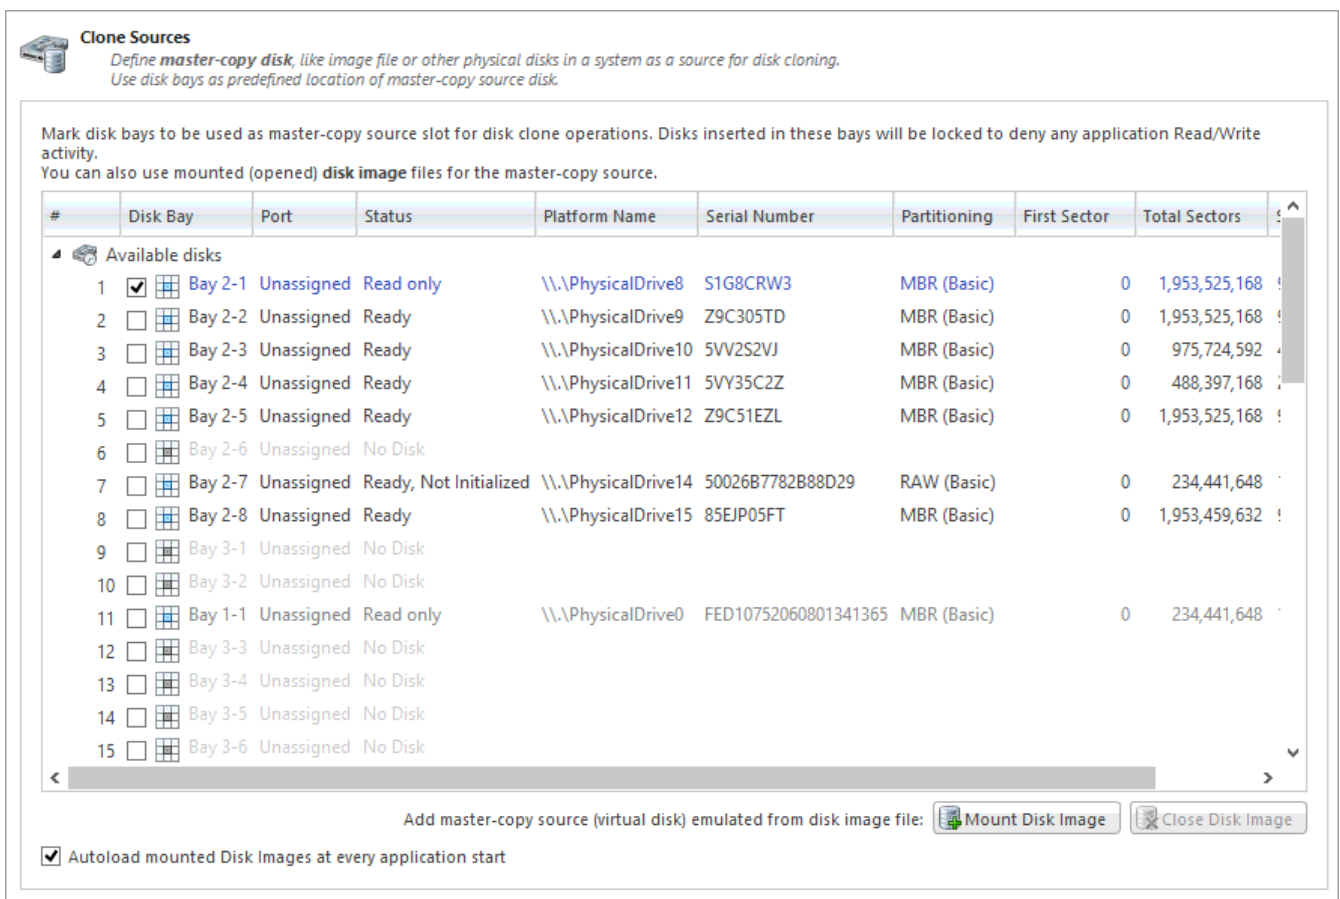 Clone Sources
Define master-copy disk, like image file or other physical disks in a system as a source for disk cloning.
Use disk bays as predefined location of master-copy source disk.
Mark disk bays to be used as master-copy source slot for disk clone operations. Disks inserted in these bays will be locked to deny any application Read/Write
activity.
You can also use mounted (opened) disk image files for the master-copy source.
# Disk Bay Port Status Platform Name Serial Number Partitioning First Sector Total Sectors
Available disks
1 Bay 2-1 Unassigned Read only \\.\PhysicalDrive8 S1G8CRW3 MBR (Basic) 0 1,953,525,168
2 Bay 2-2 Unassigned Ready \\.\PhysicalDrive9 Z9C305TD MBR (Basic) 0 1,953,525,168
3 Bay 2-3 Unassigned Ready \\.\PhysicalDrive10 5VV2S2VJ MBR (Basic) 0 975,724,592
4 Bay 2-4 Unassigned Ready \\.\PhysicalDrive11 5VY35C2Z MBR (Basic) 0 488,397,168
5 Bay 2-5 Unassigned Ready \\.\PhysicalDrive12 Z9C51EZL MBR (Basic) 0 1,953,525,168
6 Bay 2-6 Unassigned No Disk
7 Bay 2-7 Unassigned Ready, Not Initialized \\.\PhysicalDrive14 50026B7782B88D29 RAW (Basic) 0 234,441,648
8 Bay 2-8 Unassigned Ready \\.\PhysicalDrive15 85EJP05FT MBR (Basic) 0 1,953,459,632
9 Bay 3-1 Unassigned No Disk
10 Bay 3-2 Unassigned No Disk
11 Bay 1-1 Unassigned Read only \\.\PhysicalDrive0 FED10752060801341365 MBR (Basic) 0 234,441,648
12 Bay 3-3 Unassigned No Disk
13 Bay 3-4 Unassigned No Disk
14 Bay 3-5 Unassigned No Disk
15 Bay 3-6 Unassigned No Disk
Add master-copy source (virtual disk) emulated from disk image file: Mount Disk Image Close Disk Image
Autoload mounted Disk Images at every application start